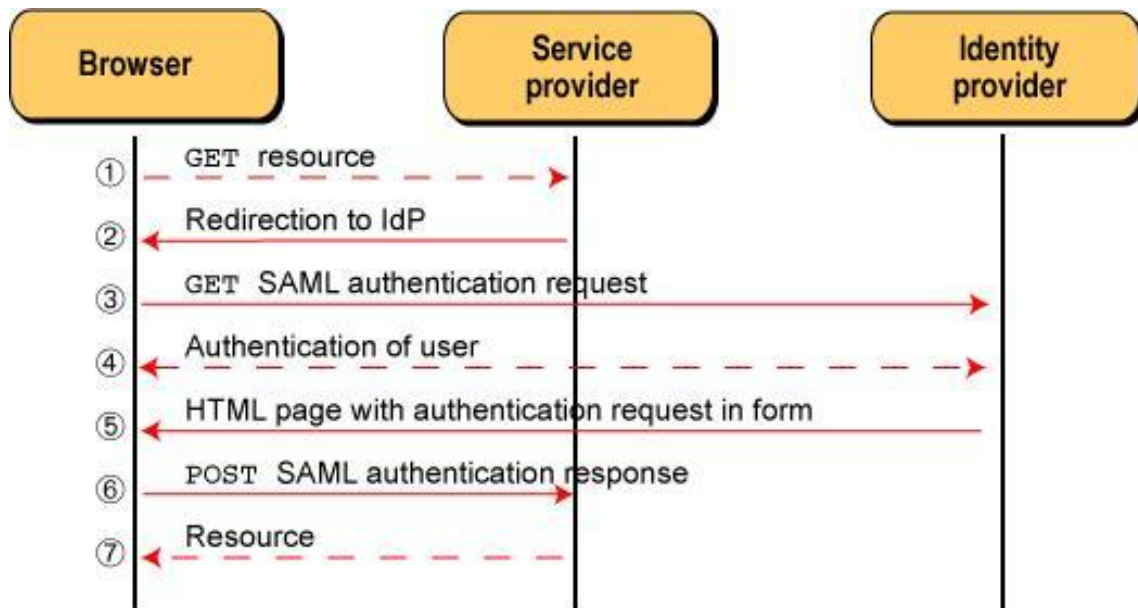 Browser
Service
provider
Identity
provider
① GET resource
② Redirection to IdP
③ GET SAML authentication request
④ Authentication of user
⑤ HTML page with authentication request in form
⑥ POST SAML authentication response
⑦ Resource